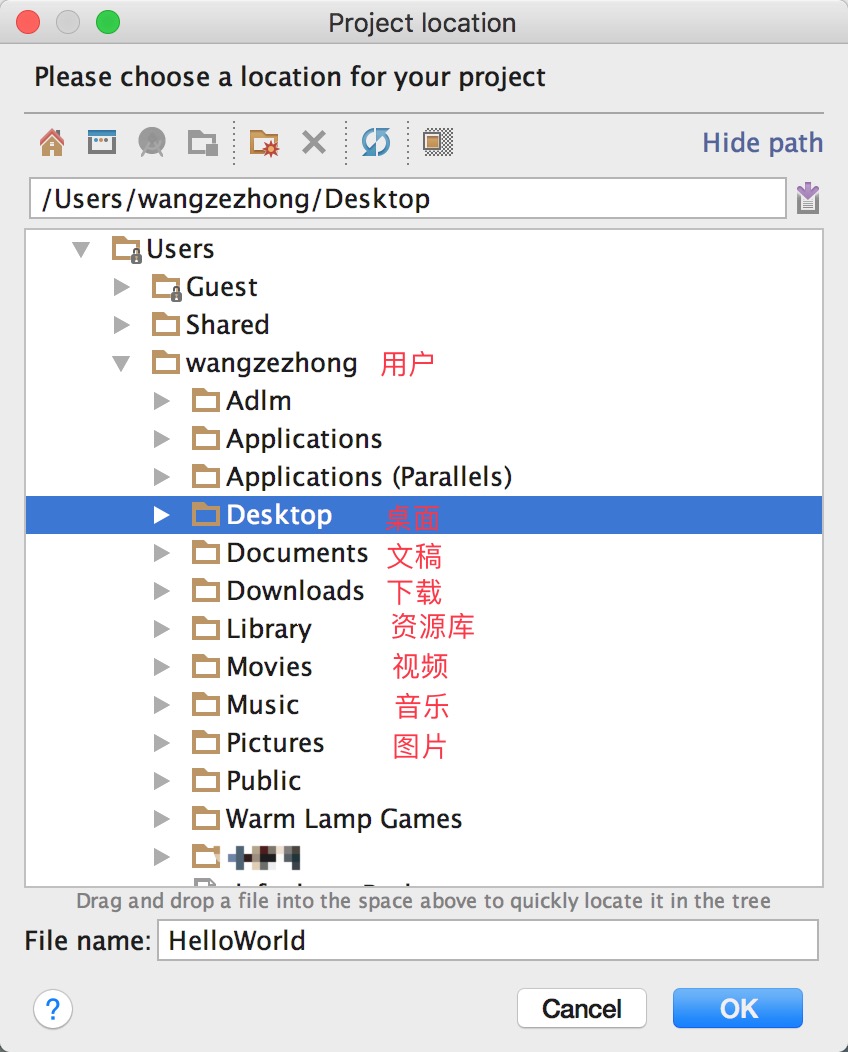 Project location
Please choose a location for your project
Hide path
/Users/wangzezhong/Desktop
Users
Guest
Shared
wangzezhong 用户
Adlm
Applications
Applications (Parallels)
Desktop 桌面
Documents 文稿
Downloads 下载
Library 资源库
Movies 视频
Music 音乐
Pictures 图片
Public
Warm Lamp Games
Drag and drop a file into the space above to quickly locate it in the tree
File name: HelloWorld
? Cancel OK